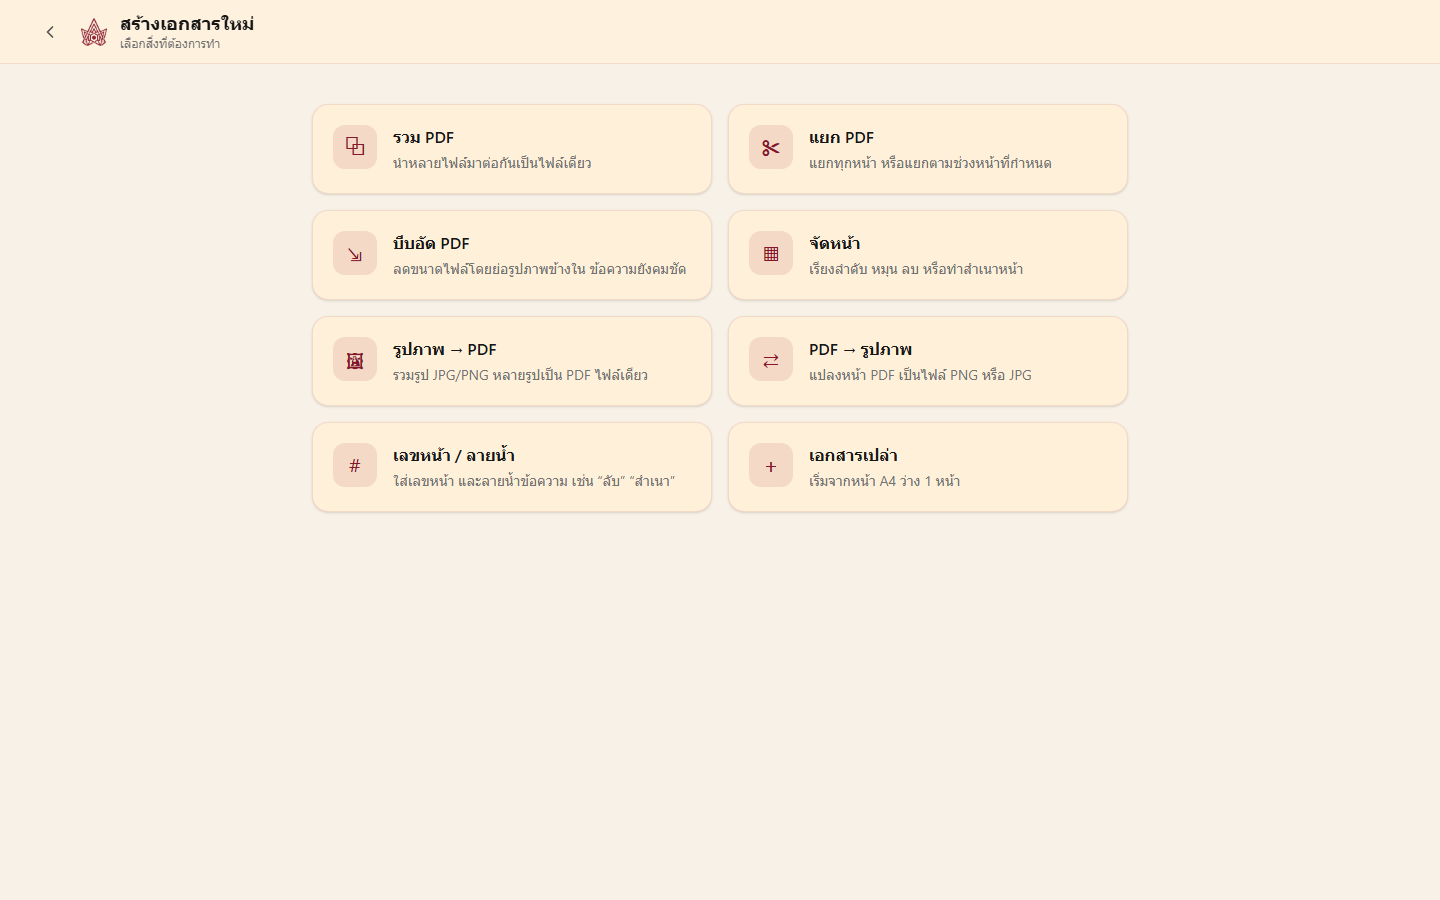 สร้างเอกสารใหม่
เลือกสิ่งที่ต้องการทำ
รวม PDF
นำหลายไฟล์มาต่อกันเป็นไฟล์เดียว
แยก PDF
แยกทุกหน้า หรือแยกตามช่วงหน้าที่กำหนด
บีบอัด PDF
ลดขนาดไฟล์โดยย่อรูปภาพข้างใน ข้อความยังคมชัด
จัดหน้า
เรียงลำดับ หมุน ลบ หรือทำสำเนาหน้า
รูปภาพ → PDF
รวมรูป JPG/PNG หลายรูปเป็น PDF ไฟล์เดียว
PDF → รูปภาพ
แปลงหน้า PDF เป็นไฟล์ PNG หรือ JPG
# เลขหน้า / ลายน้ำ
ใส่เลขหน้า และลายน้ำข้อความ เช่น “ลับ” “สำเนา”
+ เอกสารเปล่า
เริ่มจากหน้า A4 ว่าง 1 หน้า